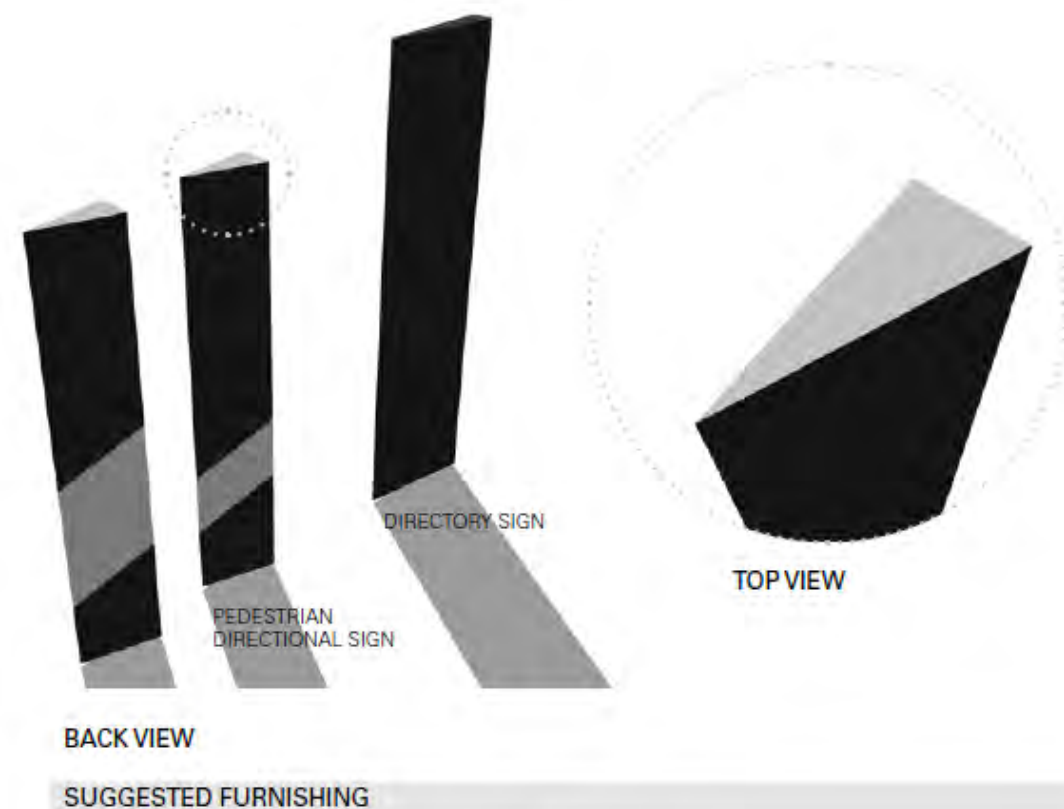 DIRECTORY SIGN
TOP VIEW
PEDESTRIAN
DIRECTIONAL SIGN
BACK VIEW
SUGGESTED FURNISHING